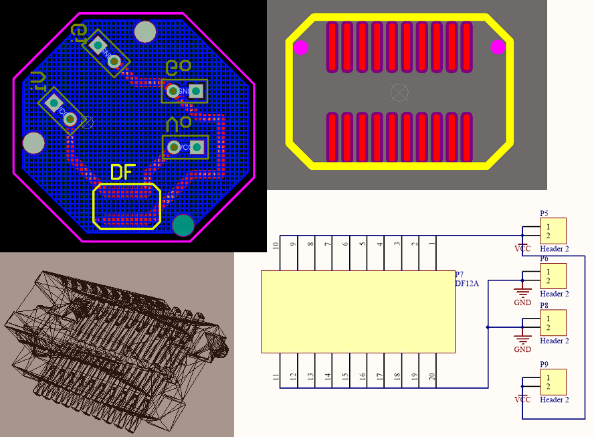 DF
10 9 8 7 6 5 4 3 2 1
P7
DF12A
11 12 13 14 15 16 17 18 19 20
P5
1
2
VCC
Header 2
P6
1
2
GND
Header 2
P8
1
2
GND
Header 2
P9
1
2
VCC
Header 2